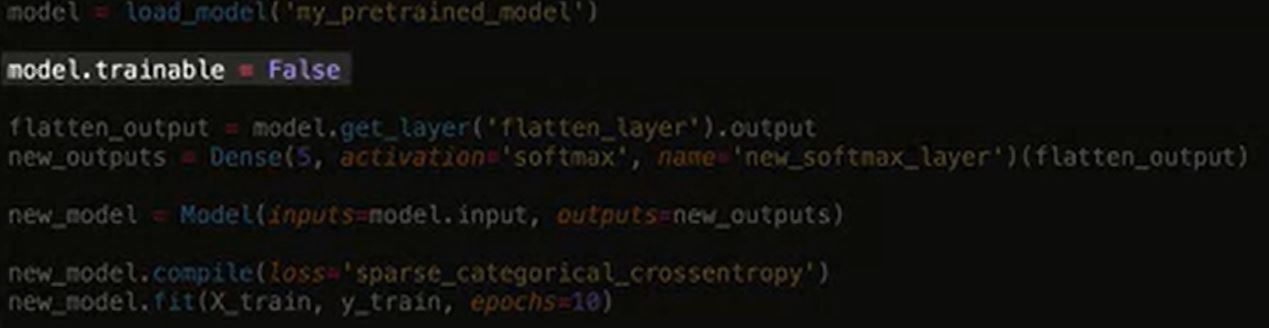 model = load_model('my_pretrained_model')
model.trainable = False
flatten_output = model.get_layer('flatten_layer').output
new_outputs = Dense(5, activation='softmax', name='new_softmax_layer')(flatten_output)
new_model = Model(inputs=model.input, outputs=new_outputs)
new_model.compile(loss='sparse_categorical_crossentropy')
new_model.fit(X_train, y_train, epochs=10)